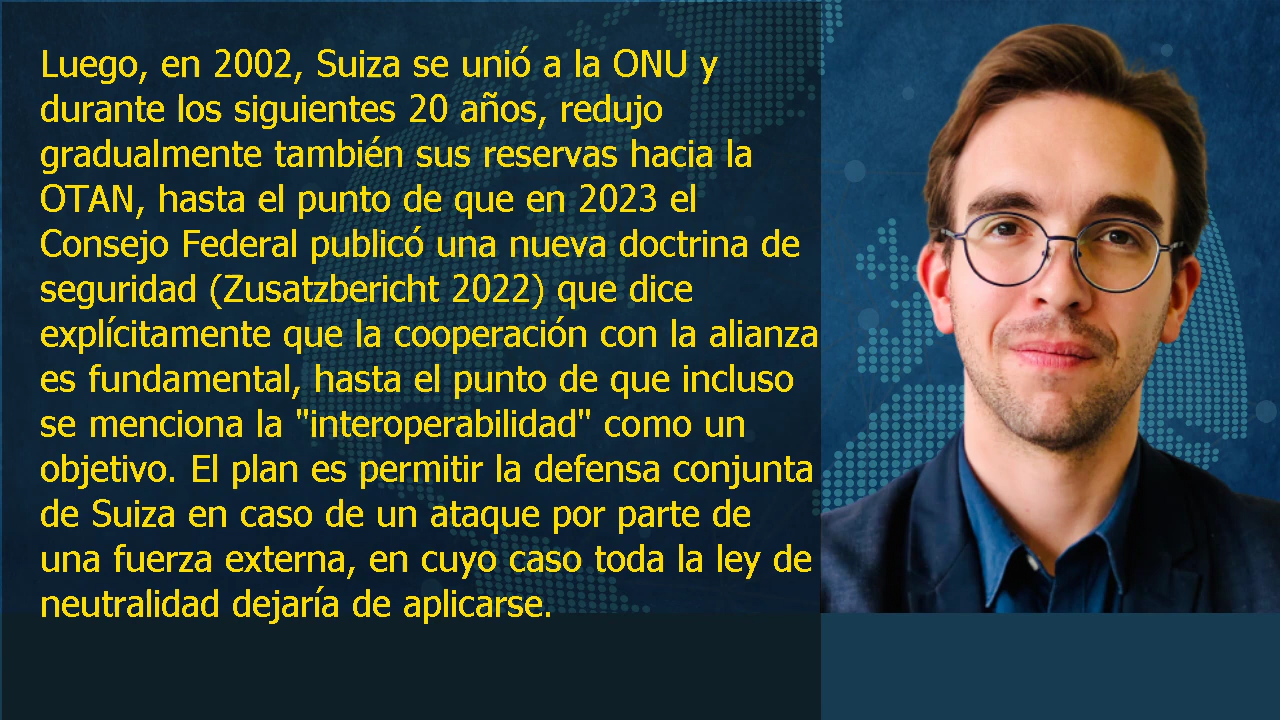 Luego, en 2002, Suiza se unió a la ONU y
durante los siguientes 20 años, redujo
gradualmente también sus reservas hacia la
OTAN, hasta el punto de que en 2023 el
Consejo Federal publicó una nueva doctrina de
seguridad (Zusatzbericht 2022) que dice
explícitamente que la cooperación con la alianza
es fundamental, hasta el punto de que incluso
se menciona la "interoperabilidad" como un
objetivo. El plan es permitir la defensa conjunta
de Suiza en caso de un ataque por parte de
una fuerza externa, en cuyo caso toda la ley de
neutralidad dejaría de aplicarse.